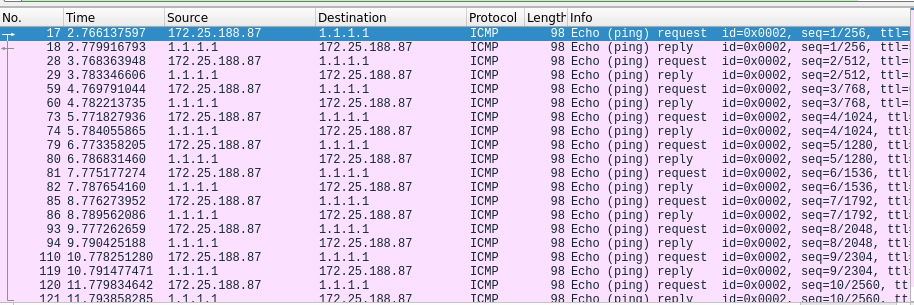 No. Time Source Destination Protocol Length Info
17 2.766137597 172.25.188.87 1.1.1.1 ICMP 98 Echo (ping) request id=0x0002, seq=1/256, ttl=
18 2.779916793 1.1.1.1 172.25.188.87 ICMP 98 Echo (ping) reply id=0x0002, seq=1/256, ttl=
28 3.768363948 172.25.188.87 1.1.1.1 ICMP 98 Echo (ping) request id=0x0002, seq=2/512, ttl=
29 3.783346606 1.1.1.1 172.25.188.87 ICMP 98 Echo (ping) reply id=0x0002, seq=2/512, ttl=
59 4.769791044 172.25.188.87 1.1.1.1 ICMP 98 Echo (ping) request id=0x0002, seq=3/768, ttl=
60 4.782213735 1.1.1.1 172.25.188.87 ICMP 98 Echo (ping) reply id=0x0002, seq=3/768, ttl=
73 5.771827936 172.25.188.87 1.1.1.1 ICMP 98 Echo (ping) request id=0x0002, seq=4/1024, ttl
74 5.784055865 1.1.1.1 172.25.188.87 ICMP 98 Echo (ping) reply id=0x0002, seq=4/1024, ttl
79 6.773358205 172.25.188.87 1.1.1.1 ICMP 98 Echo (ping) request id=0x0002, seq=5/1280, ttl
80 6.786831460 1.1.1.1 172.25.188.87 ICMP 98 Echo (ping) reply id=0x0002, seq=5/1280, ttl
81 7.775177274 172.25.188.87 1.1.1.1 ICMP 98 Echo (ping) request id=0x0002, seq=6/1536, ttl
82 7.787654160 1.1.1.1 172.25.188.87 ICMP 98 Echo (ping) reply id=0x0002, seq=6/1536, ttl
85 8.776273952 172.25.188.87 1.1.1.1 ICMP 98 Echo (ping) request id=0x0002, seq=7/1792, ttl
86 8.789562086 1.1.1.1 172.25.188.87 ICMP 98 Echo (ping) reply id=0x0002, seq=7/1792, ttl
93 9.777262659 172.25.188.87 1.1.1.1 ICMP 98 Echo (ping) request id=0x0002, seq=8/2048, ttl
94 9.790425188 1.1.1.1 172.25.188.87 ICMP 98 Echo (ping) reply id=0x0002, seq=8/2048, ttl
110 10.778251280 172.25.188.87 1.1.1.1 ICMP 98 Echo (ping) request id=0x0002, seq=9/2304, ttl
119 10.791477471 1.1.1.1 172.25.188.87 ICMP 98 Echo (ping) reply id=0x0002, seq=9/2304, ttl
120 11.779834642 172.25.188.87 1.1.1.1 ICMP 98 Echo (ping) request id=0x0002, seq=10/2560, ttl
121 11.793858285 1.1.1.1 172.25.188.87 ICMP 98 Echo (ping) reply id=0x0002, seq=10/2560, ttl